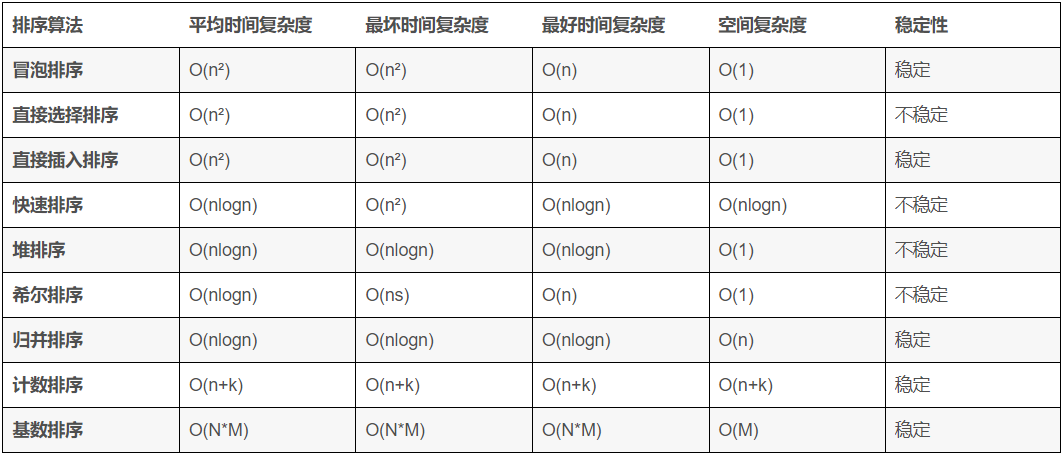 排序算法 平均时间复杂度 最坏时间复杂度 最好时间复杂度 空间复杂度 稳定性
冒泡排序 O(n²) O(n²) O(n) O(1) 稳定
直接选择排序 O(n²) O(n²) O(n) O(1) 不稳定
直接插入排序 O(n²) O(n²) O(n) O(1) 稳定
快速排序 O(nlogn) O(n²) O(nlogn) O(nlogn) 不稳定
堆排序 O(nlogn) O(nlogn) O(nlogn) O(1) 不稳定
希尔排序 O(nlogn) O(ns) O(n) O(1) 不稳定
归并排序 O(nlogn) O(nlogn) O(nlogn) O(n) 稳定
计数排序 O(n+k) O(n+k) O(n+k) O(n+k) 稳定
基数排序 O(N*M) O(N*M) O(N*M) O(M) 稳定